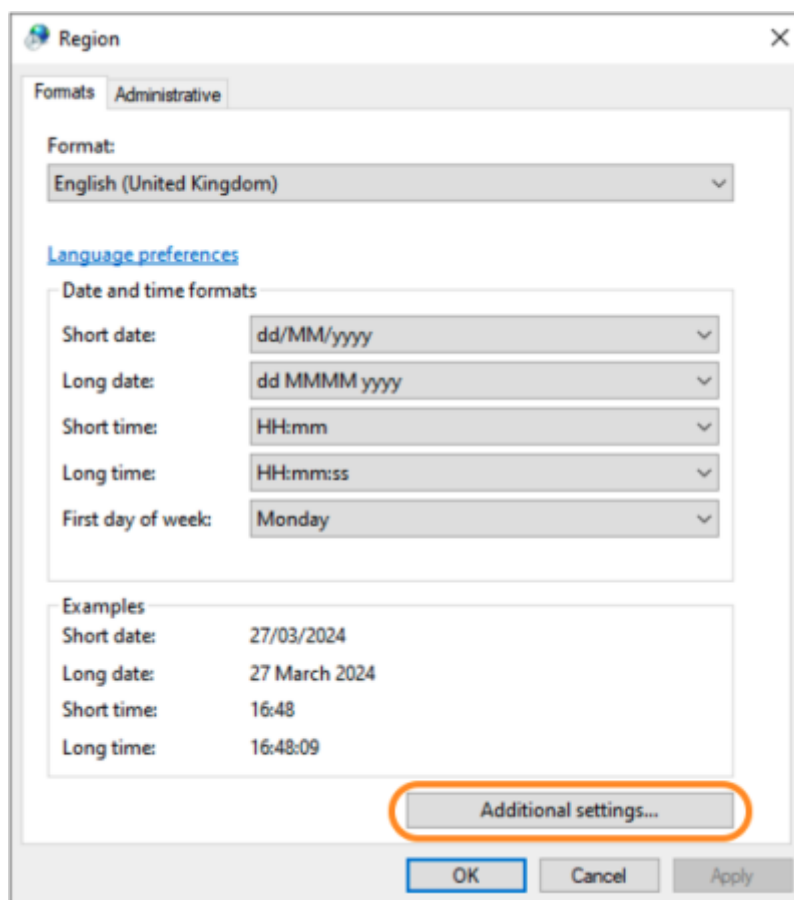 Region
Formats Administrative
Format:
English (United Kingdom)
Language preferences
Date and time formats
Short date: dd/MM/yyyy
Long date: dd MMMM yyyy
Short time: HH:mm
Long time: HH:mm:ss
First day of week: Monday
Examples
Short date: 27/03/2024
Long date: 27 March 2024
Short time: 16:48
Long time: 16:48:09
Additional settings...
OK Cancel Apply